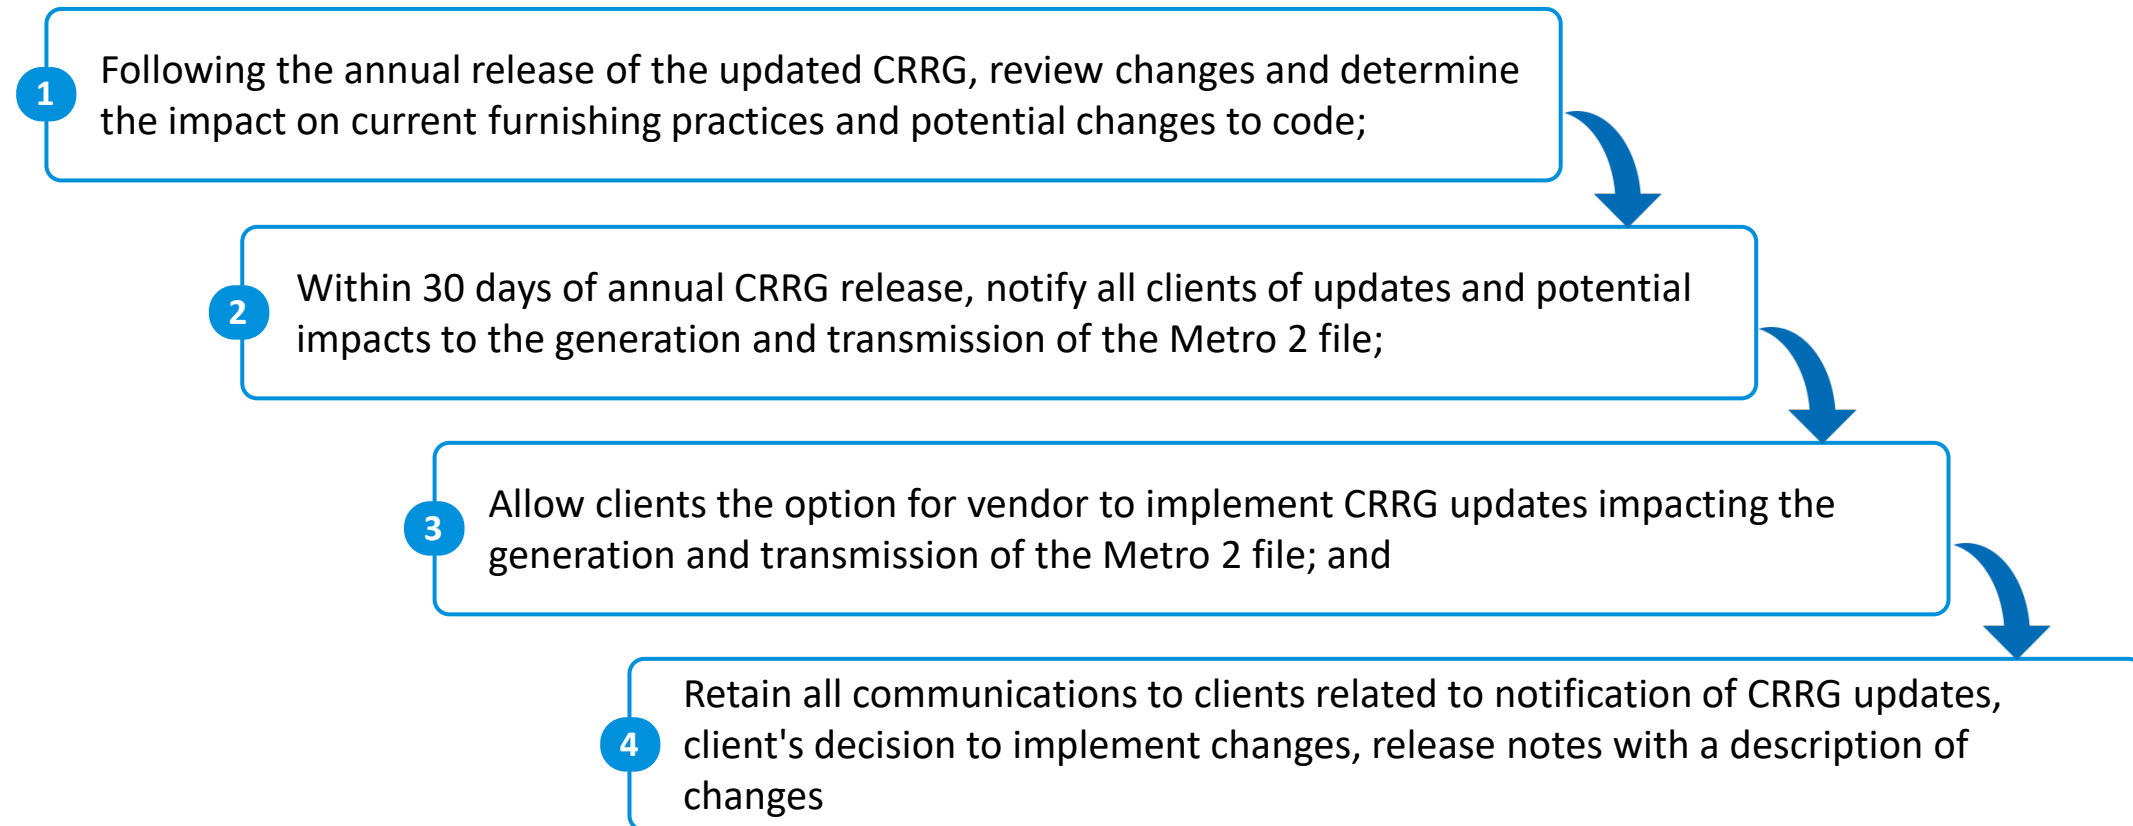 1
Following the annual release of the updated CRRG, review changes and determine
the impact on current furnishing practices and potential changes to code;
2
Within 30 days of annual CRRG release, notify all clients of updates and potential
impacts to the generation and transmission of the Metro 2 file;
3
Allow clients the option for vendor to implement CRRG updates impacting the
generation and transmission of the Metro 2 file; and
4
Retain all communications to clients related to notification of CRRG updates,
client's decision to implement changes, release notes with a description of
changes